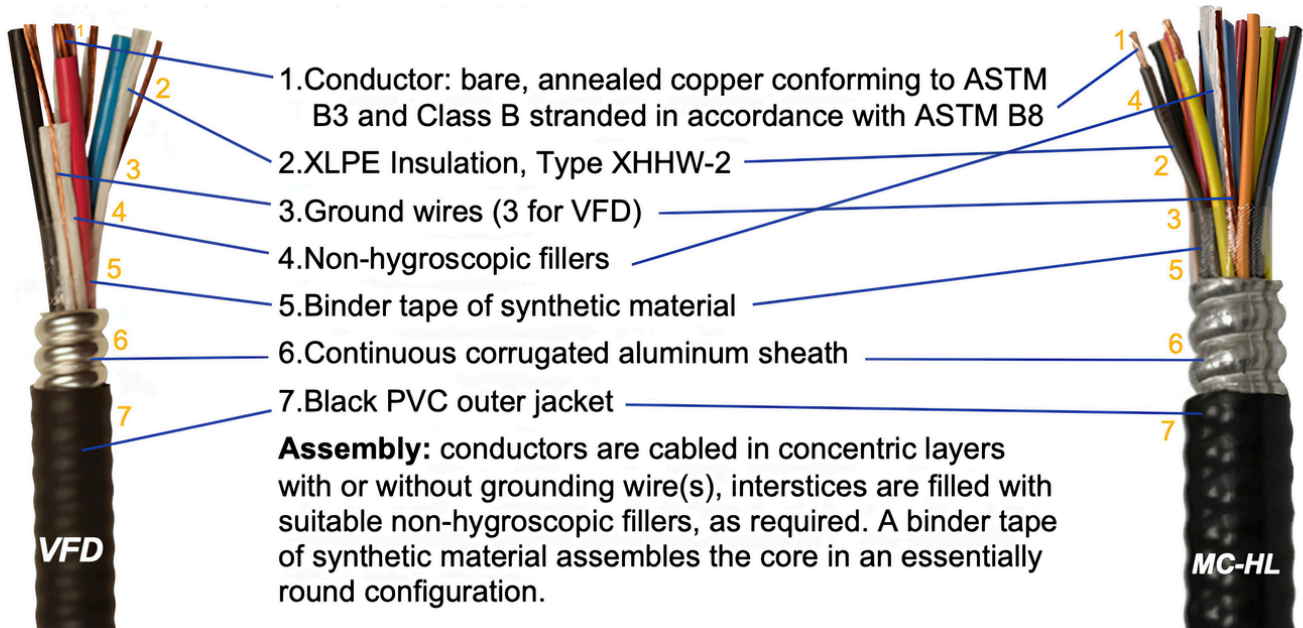 1.Conductor: bare, annealed copper conforming to ASTM
B3 and Class B stranded in accordance with ASTM B8
2.XLPE Insulation, Type XHHW-2
3.Ground wires (3 for VFD)
4.Non-hygroscopic fillers
5.Binder tape of synthetic material
6.Continuous corrugated aluminum sheath
7.Black PVC outer jacket
Assembly: conductors are cabled in concentric layers
with or without grounding wire(s), interstices are filled with
suitable non-hygroscopic fillers, as required. A binder tape
of synthetic material assembles the core in an essentially
round configuration.
1
2
3
4
5
6
7
VFD
1
4
2
3
5
6
7
MC-HL